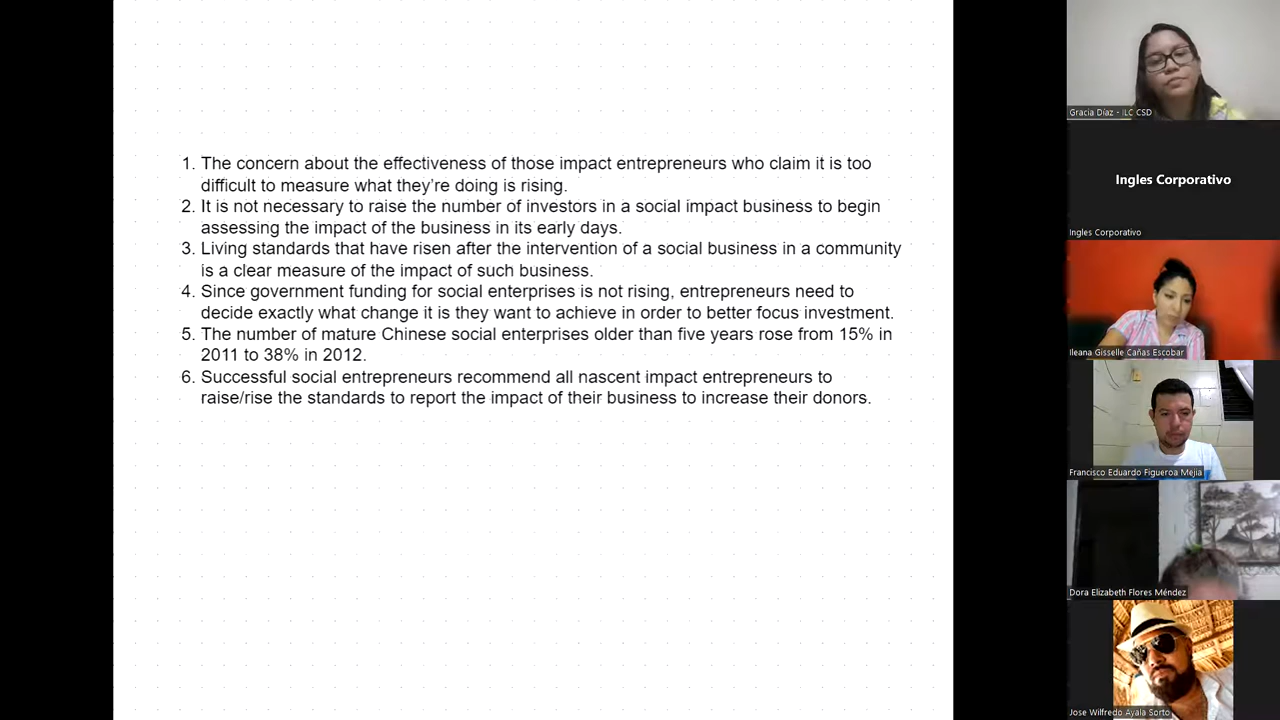 1. The concern about the effectiveness of those impact entrepreneurs who claim it is too
difficult to measure what they're doing is rising.
2. It is not necessary to raise the number of investors in a social impact business to begin
assessing the impact of the business in its early days.
3. Living standards that have risen after the intervention of a social business in a community
is a clear measure of the impact of such business.
4. Since government funding for social enterprises is not rising, entrepreneurs need to
decide exactly what change it is they want to achieve in order to better focus investment.
5. The number of mature Chinese social enterprises older than five years rose from 15% in
2011 to 38% in 2012.
6. Successful social entrepreneurs recommend all nascent impact entrepreneurs to
raise/rise the standards to report the impact of their business to increase their donors.
Gracia Díaz - ILC CSD
Ingles Corporativo
Ingles Corporativo
Ileana Gisselle Cañas Escobar
Francisco Eduardo Figueroa Mejia
Dora Elizabeth Flores Méndez
Jose Wilfredo Ayala Sorto